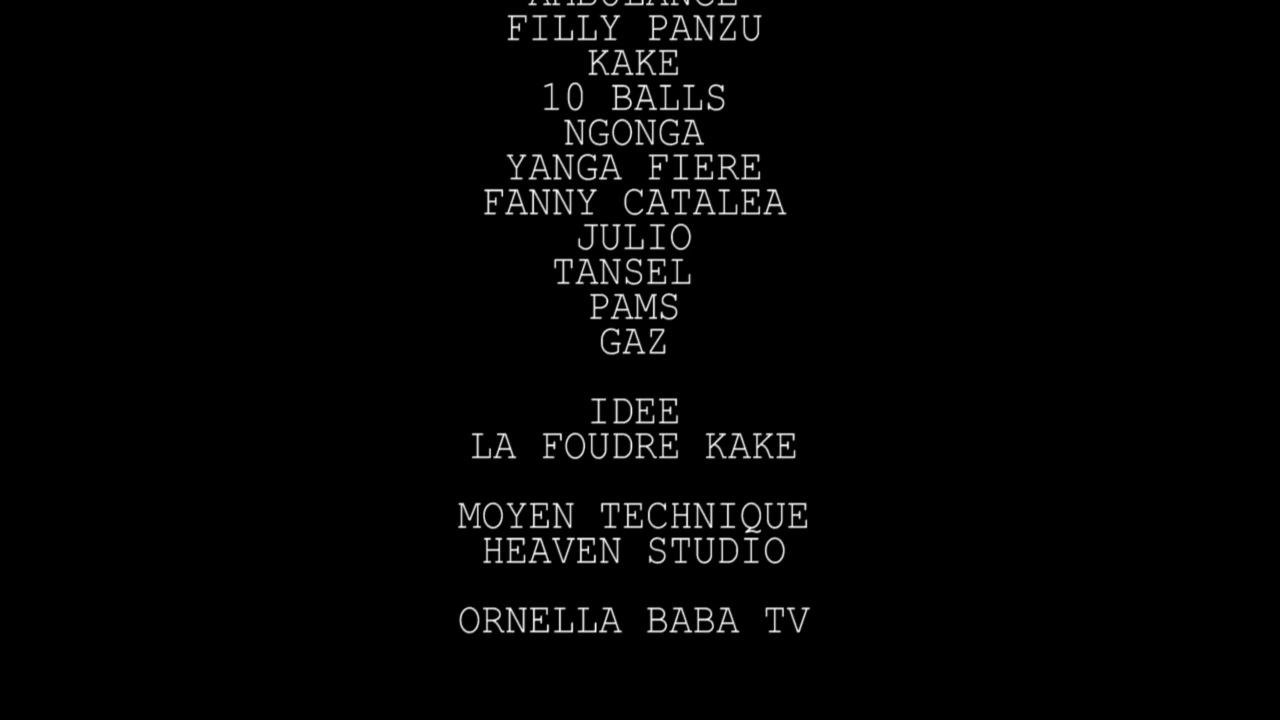 AMBULANCE
FILLY PANZU
KAKE
10 BALLS
NGONGA
YANGA FIERE
FANNY CATALEA
JULIO
TANSEL
PAMS
GAZ
IDEE
LA FOUDRE KAKE
MOYEN TECHNIQUE
HEAVEN STUDIO
ORNELLA BABA TV